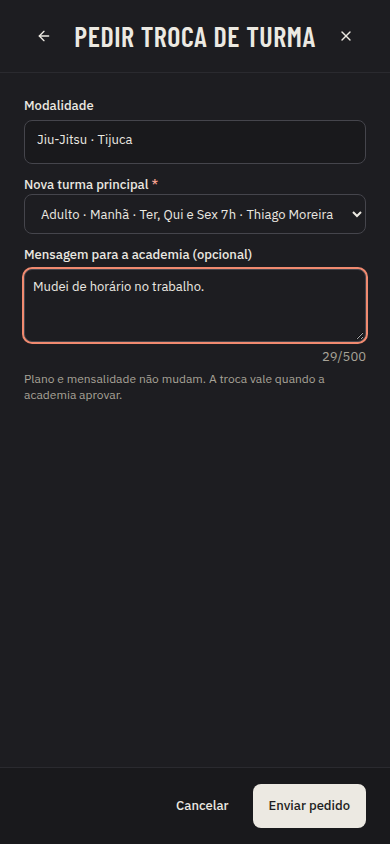 PEDIR TROCA DE TURMA
Modalidade
Jiu-Jitsu · Tijuca
Nova turma principal *
Adulto · Manhã · Ter, Qui e Sex 7h · Thiago Moreira
Mensagem para a academia (opcional)
Mudei de horário no trabalho.
29/500
Plano e mensalidade não mudam. A troca vale quando a
academia aprovar.
Cancelar
Enviar pedido